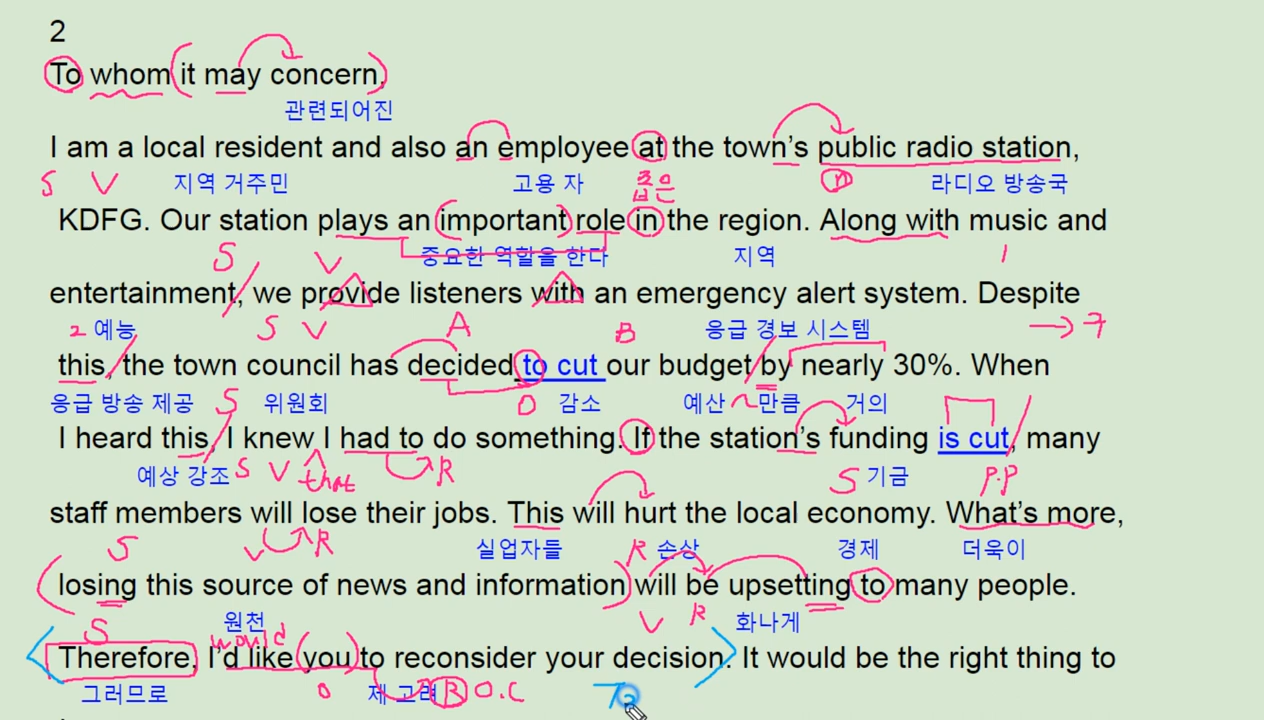 2
To whom it may concern,
관련되어진
I am a local resident and also an employee at the town's public radio station,
S V 지역 거주민 고용 자 좁은 n 라디오 방송국
KDFG. Our station plays an important role in the region. Along with music and
S V 중요한 역할을 한다 지역 1
entertainment, we provide listeners with an emergency alert system. Despite
2 예능 S V A B 응급 경보 시스템 → 구
this, the town council has decided to cut our budget by nearly 30%. When
응급 방송 제공 S 위원회 O 감소 예산 ~만큼 거의
I heard this, I knew I had to do something. If the station's funding is cut, many
예상 강조 S V that R S 기금 P.P
staff members will lose their jobs. This will hurt the local economy. What's more,
S V R 실업자들 R 손상 경제 더욱이
losing this source of news and information will be upsetting to many people.
S 원천 V R 화나게
would
Therefore, I'd like you to reconsider your decision. It would be the right thing to
그러므로 O 제 고려 R O.C